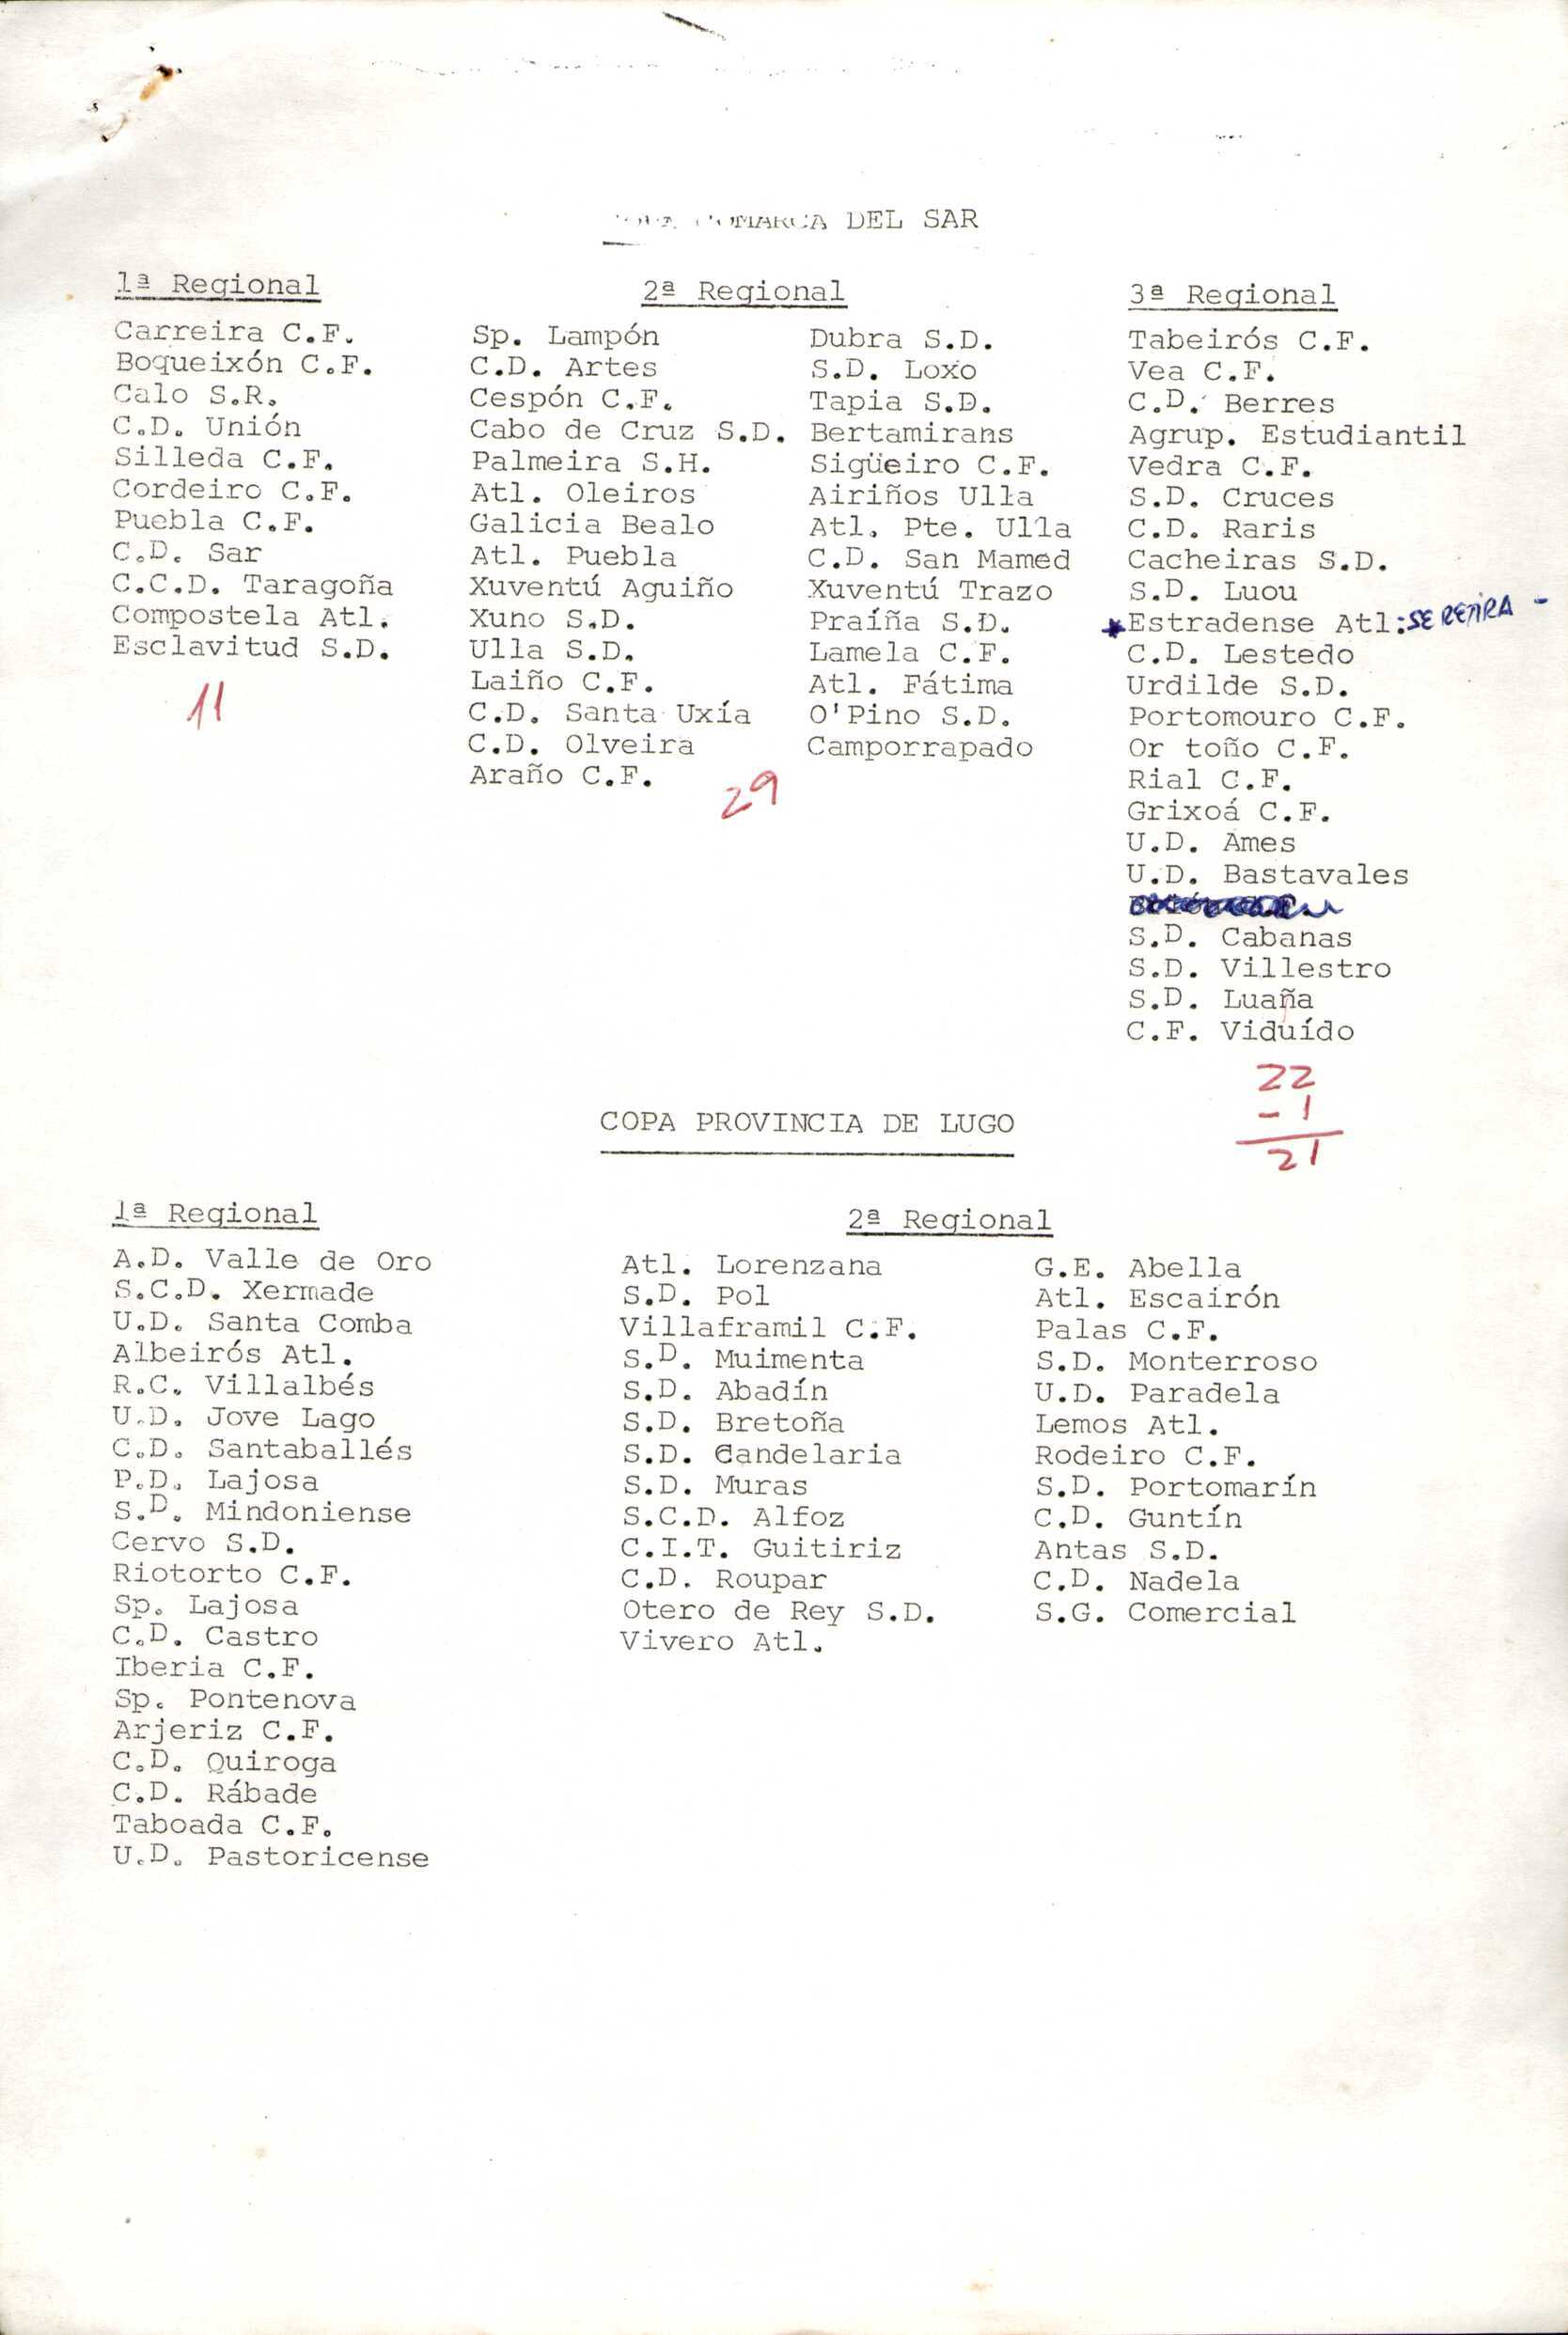 COMARCA DEL SAR
1ª Regional
Carreira C.F.
Boqueixón C.F.
Calo S.R.
C.D. Unión
Silleda C.F.
Cordeiro C.F.
Puebla C.F.
C.D. Sar
C.C.D. Taragoña
Compostela Atl.
Esclavitud S.D.
11
2ª Regional
Sp. Lampón
C.D. Artes
Cespón C.F.
Cabo de Cruz S.D.
Palmeira S.H.
Atl. Oleiros
Galicia Bealo
Atl. Puebla
Xuventú Aguiño
Xuno S.D.
Ulla S.D.
Laiño C.F.
C.D. Santa Uxía
C.D. Olveira
Araño C.F.
Dubra S.D.
S.D. Loxo
Tapia S.D.
Bertamirans
Sigüeiro C.F.
Airiños Ulla
Atl. Pte. Ulla
C.D. San Mamed
Xuventú Trazo
Praíña S.D.
Lamela C.F.
Atl. Fátima
O'Pino S.D.
Camporrapado
29
3ª Regional
Tabeirós C.F.
Vea C.F.
C.D. Berres
Agrup. Estudiantil
Vedra C.F.
S.D. Cruces
C.D. Raris
Cacheiras S.D.
S.D. Luou
*Estradense Atl: SE RETIRA -
C.D. Lestedo
Urdilde S.D.
Portomouro C.F.
Or toño C.F.
Rial C.F.
Grixoá C.F.
U.D. Ames
U.D. Bastavales
S.D. Cabanas
S.D. Villestro
S.D. Luaña
C.F. Viduído
22
- 1
21
COPA PROVINCIA DE LUGO
1ª Regional
A.D. Valle de Oro
S.C.D. Xermade
U.D. Santa Comba
Albeirós Atl.
R.C. Villalbés
U.D. Jove Lago
C.D. Santaballés
P.D. Lajosa
S.D. Mindoniense
Cervo S.D.
Riotorto C.F.
Sp. Lajosa
C.D. Castro
Iberia C.F.
Sp. Pontenova
Arjeriz C.F.
C.D. Quiroga
C.D. Rábade
Taboada C.F.
U.D. Pastoricense
2ª Regional
Atl. Lorenzana
S.D. Pol
Villaframil C.F.
S.D. Muimenta
S.D. Abadín
S.D. Bretoña
S.D. Candelaria
S.D. Muras
S.C.D. Alfoz
C.I.T. Guitiriz
C.D. Roupar
Otero de Rey S.D.
Vivero Atl.
G.E. Abella
Atl. Escairón
Palas C.F.
S.D. Monterroso
U.D. Paradela
Lemos Atl.
Rodeiro C.F.
S.D. Portomarín
C.D. Guntín
Antas S.D.
C.D. Nadela
S.G. Comercial